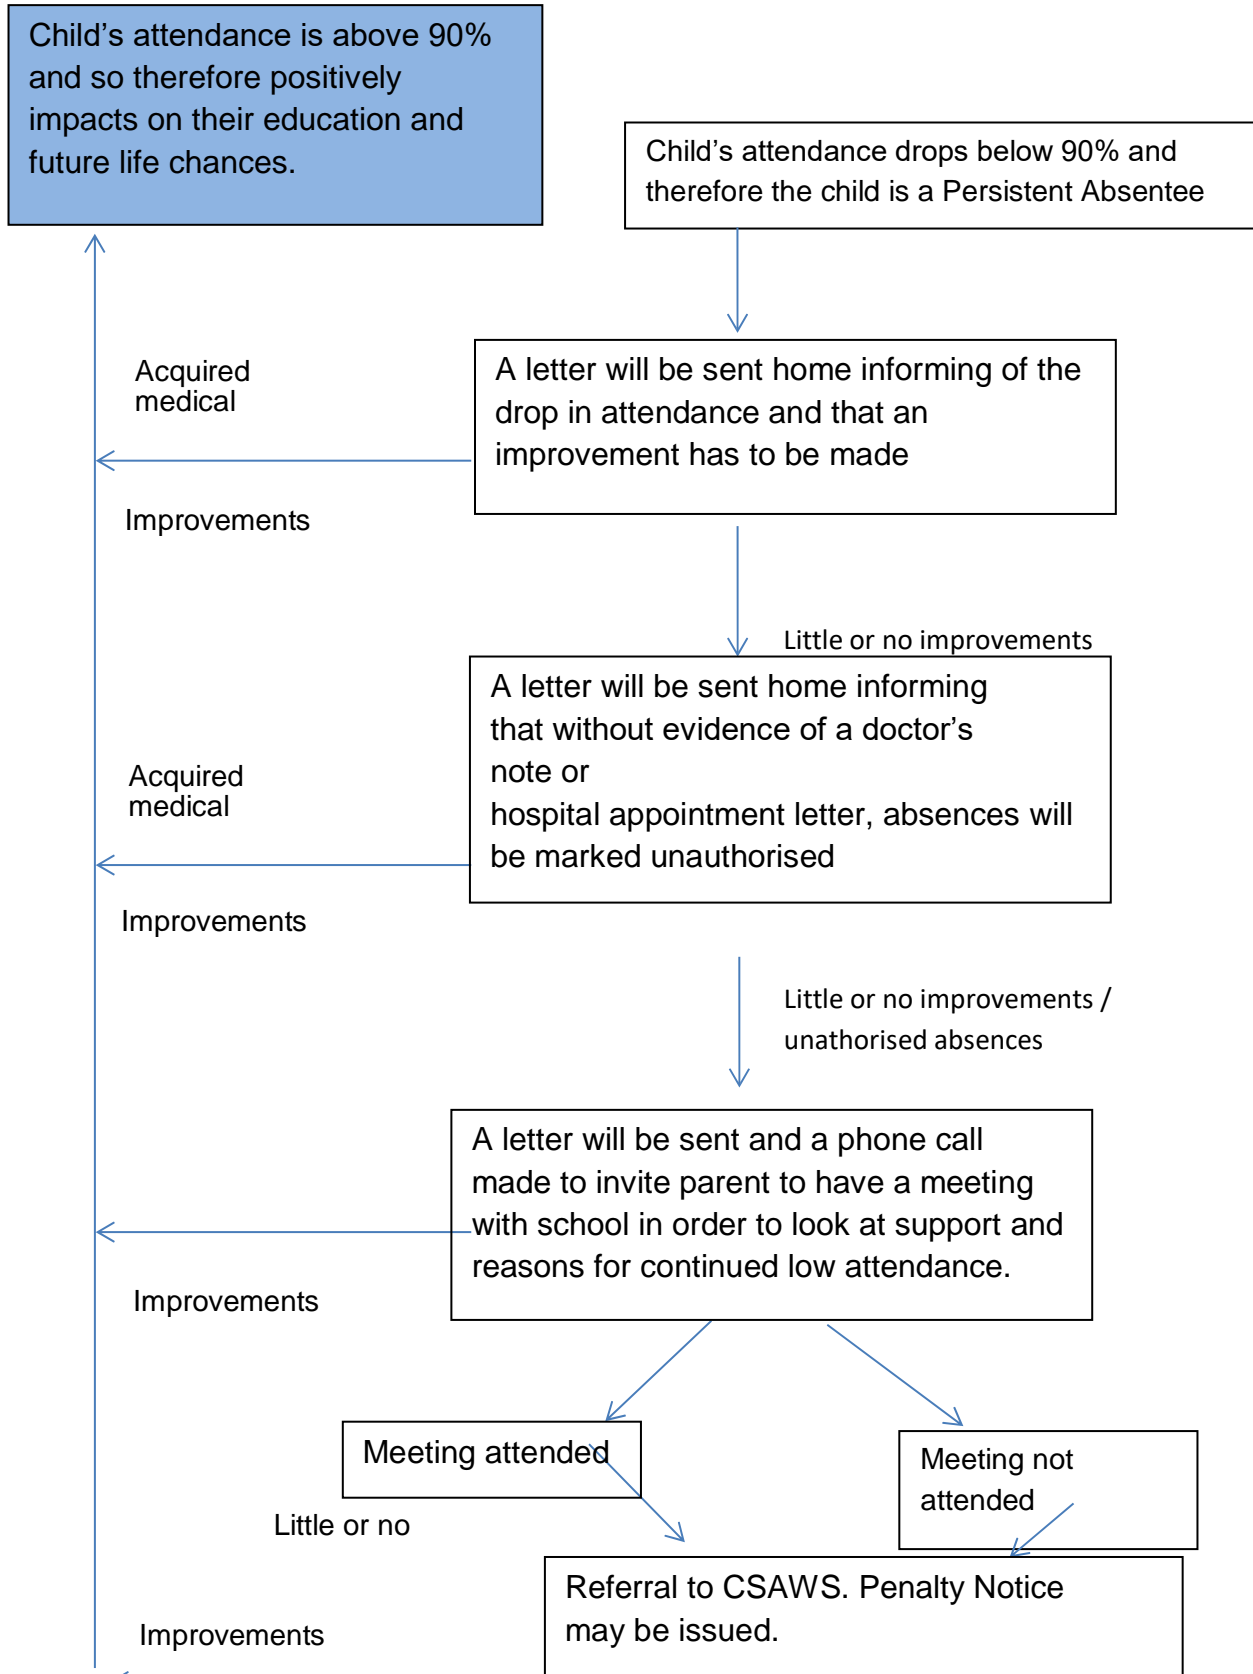 Child’s attendance is above 90%
and so therefore positively
impacts on their education and
future life chances.
Child’s attendance drops below 90% and
therefore the child is a Persistent Absentee
Acquired
medical
A letter will be sent home informing of the
drop in attendance and that an
improvement has to be made
Improvements
Little or no improvements
A letter will be sent home informing
that without evidence of a doctor’s
note or
hospital appointment letter, absences will
be marked unauthorised
Acquired
medical
Improvements
Little or no improvements /
unathorised absences
A letter will be sent and a phone call
made to invite parent to have a meeting
with school in order to look at support and
reasons for continued low attendance.
Improvements
Meeting attended
Meeting not
attended
Little or no
Referral to CSAWS. Penalty Notice
may be issued.
Improvements